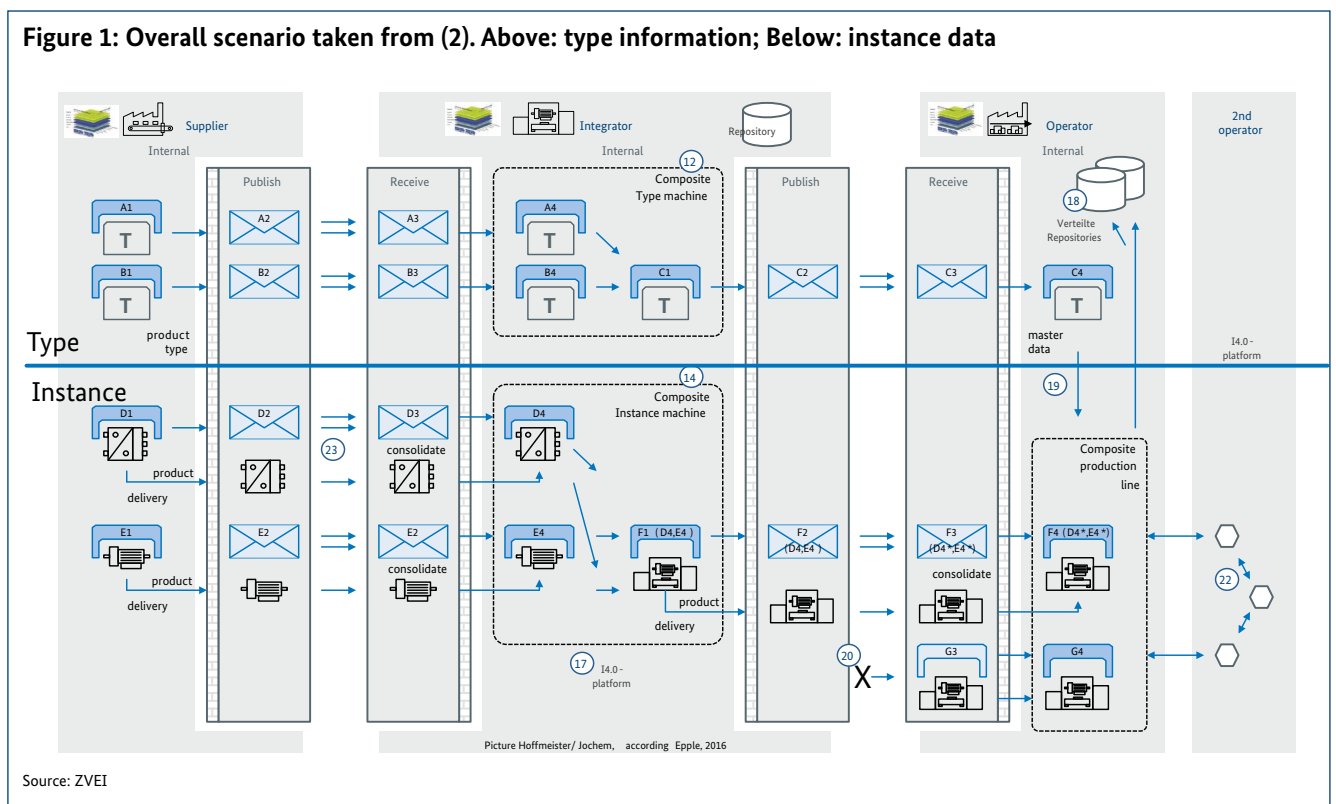 Figure 1: Overall scenario taken from (2). Above: type information; Below: instance data
Supplier
Internal
Integrator
Internal
Repository
Operator
Internal
2nd
operator
Publish
Receive
12
Composite
Type machine
Publish
Receive
18
Verteilte
Repositories
A1
T
A2
A3
A4
T
B1
T
B2
B3
B4
T
C1
T
C2
C3
C4
T
product
type
master
data
I4.0-
platform
Type
Instance
14
Composite
Instance machine
19
D1
D2
D3
D4
23
consolidate
product
delivery
Composite
production
line
E1
E2
E2
E4
F1 (D4,E4 )
F2
(D4,E4 )
F3
(D4*,E4*)
F4 (D4*,E4*)
consolidate
product
delivery
product
delivery
consolidate
22
20
X
G3
G4
17
I4.0-
platform
Picture Hoffmeister/ Jochem, according Epple, 2016
Source: ZVEI